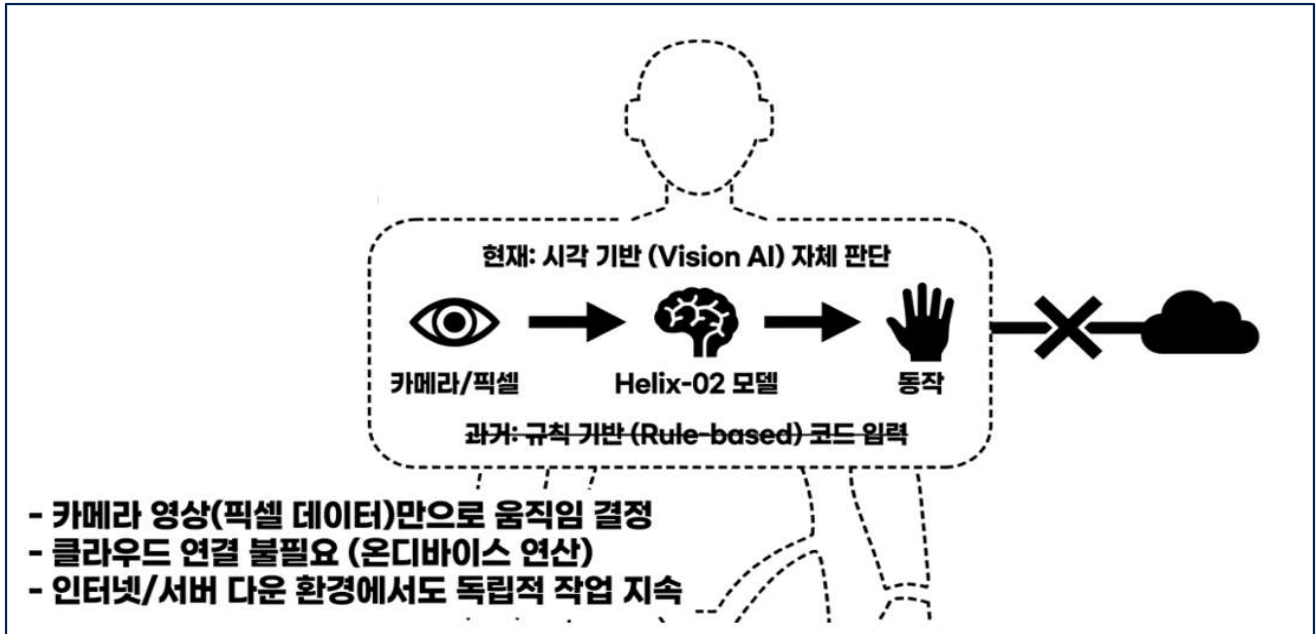 현재: 시각 기반 (Vision AI) 자체 판단
카메라/픽셀
Helix-02 모델
동작
과거: 규칙 기반 (Rule-based) 코드 입력
- 카메라 영상(픽셀 데이터)만으로 움직임 결정
- 클라우드 연결 불필요 (온디바이스 연산)
- 인터넷/서버 다운 환경에서도 독립적 작업 지속